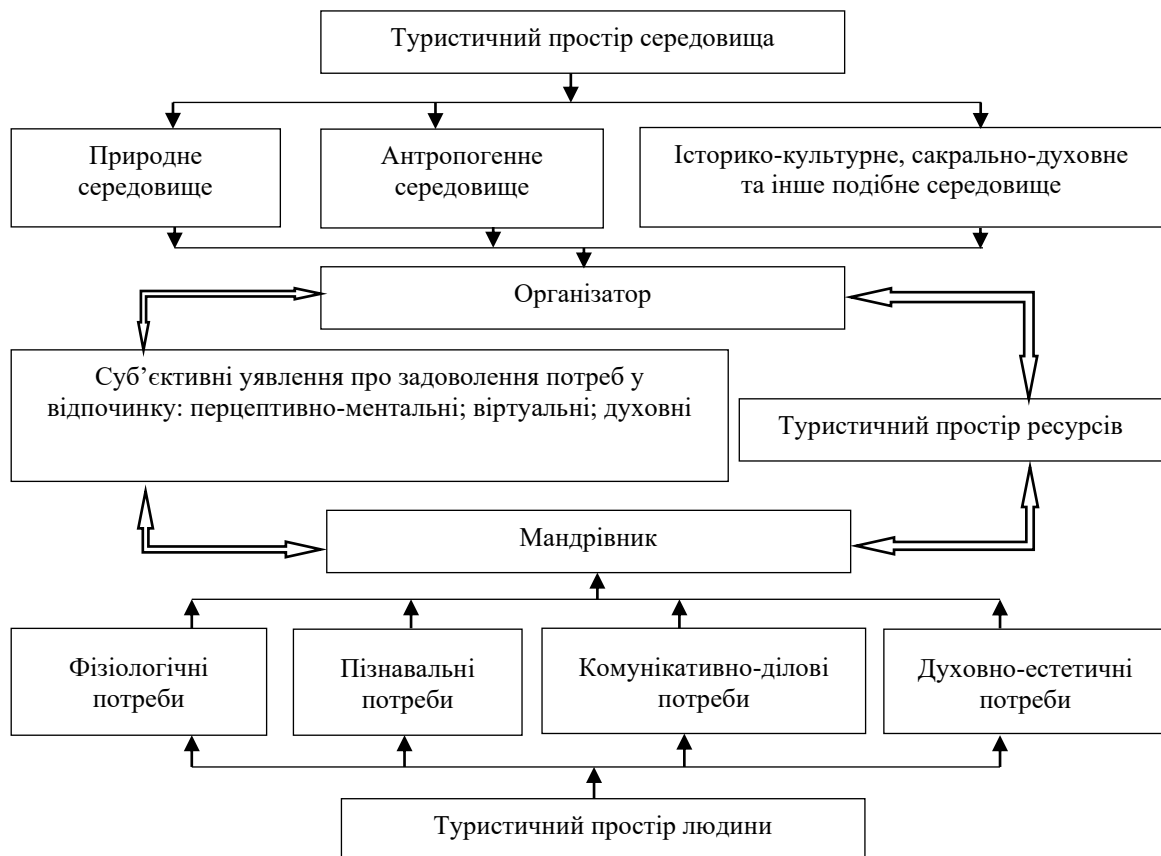 Туристичний простір середовища
Природне
середовище
Антропогенне
середовище
Історико-культурне, сакрально-духовне
та інше подібне середовище
Організатор
Суб’єктивні уявлення про задоволення потреб у
відпочинку: перцептивно-ментальні; віртуальні; духовні
Туристичний простір ресурсів
Мандрівник
Фізіологічні
потреби
Пізнавальні
потреби
Комунікативно-ділові
потреби
Духовно-естетичні
потреби
Туристичний простір людини